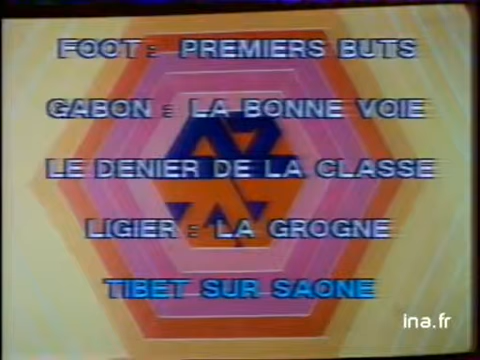 FOOT : PREMIERS BUTS
GABON : LA BONNE VOIE
LE DENIER DE LA CLASSE
LIGIER : LA GROGNE
TIBET SUR SAONE
ina.fr